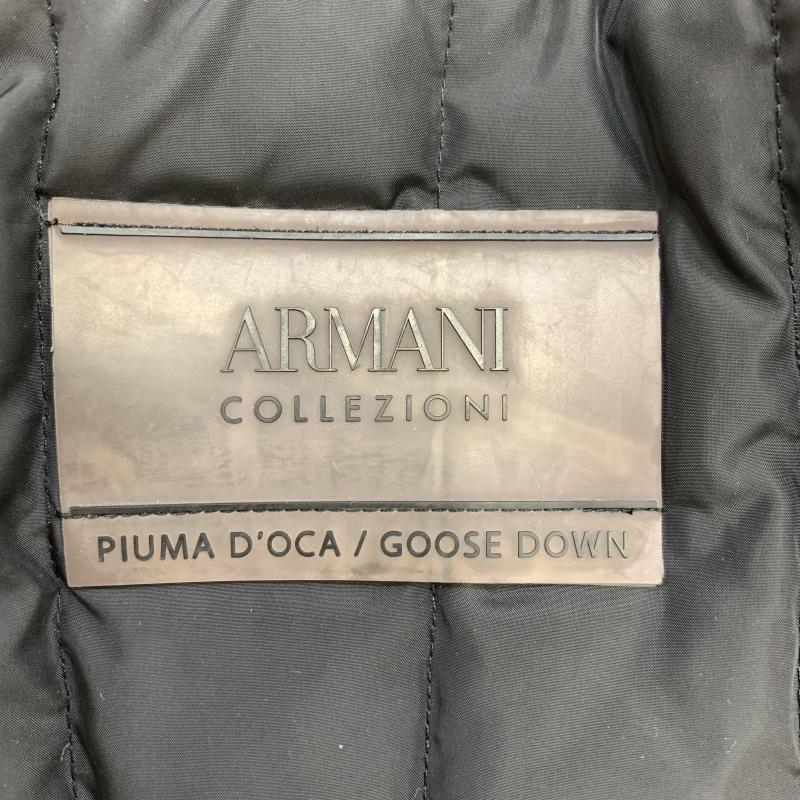 ARMANI
COLLEZIONI
PIUMA D'OCA / GOOSE DOWN